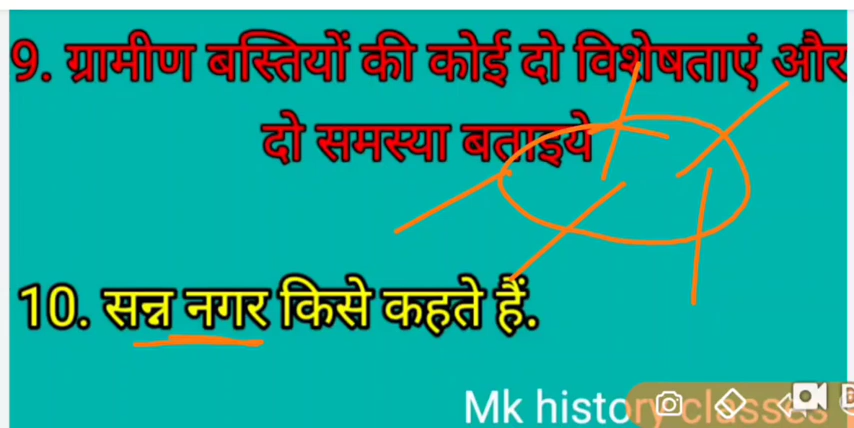 9. ग्रामीण बस्तियों की कोई दो विशेषताएं और
दो समस्या बताइये
10. सन्न नगर किसे कहते हैं.
Mk history classes